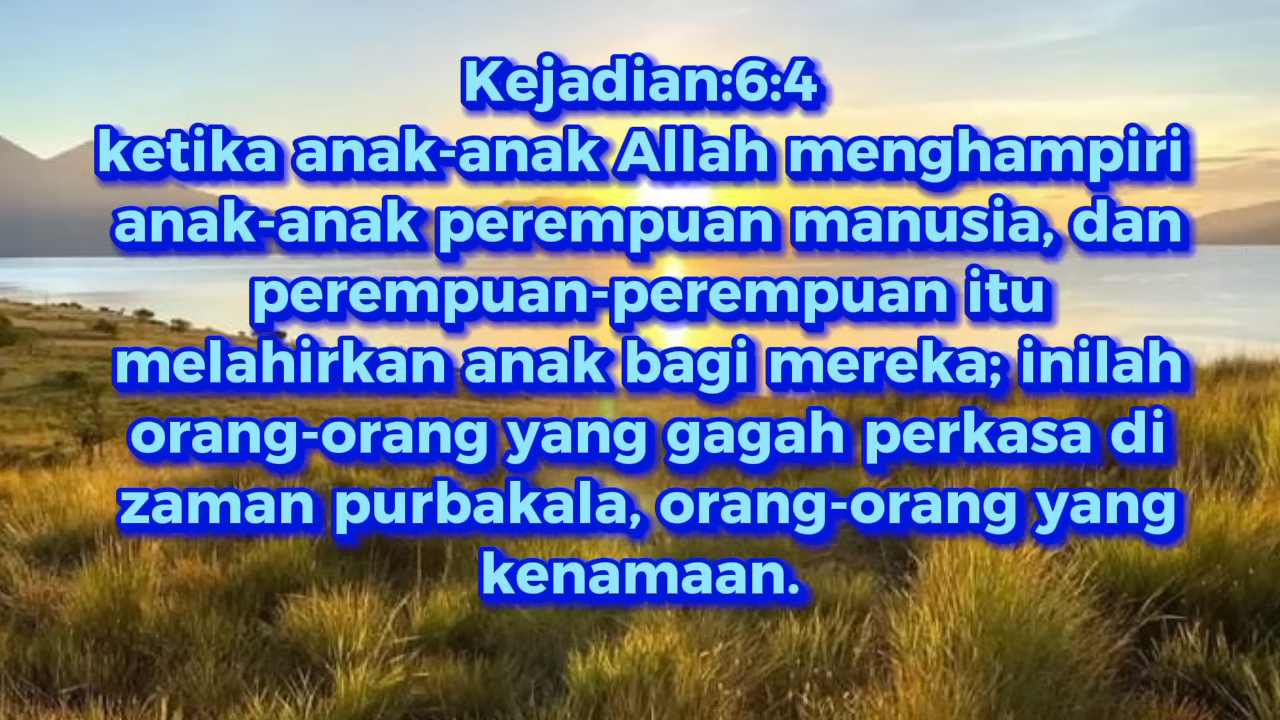 Kejadian:6:4
ketika anak-anak Allah menghampiri
anak-anak perempuan manusia, dan
perempuan-perempuan itu
melahirkan anak bagi mereka; inilah
orang-orang yang gagah perkasa di
zaman purbakala, orang-orang yang
kenamaan.